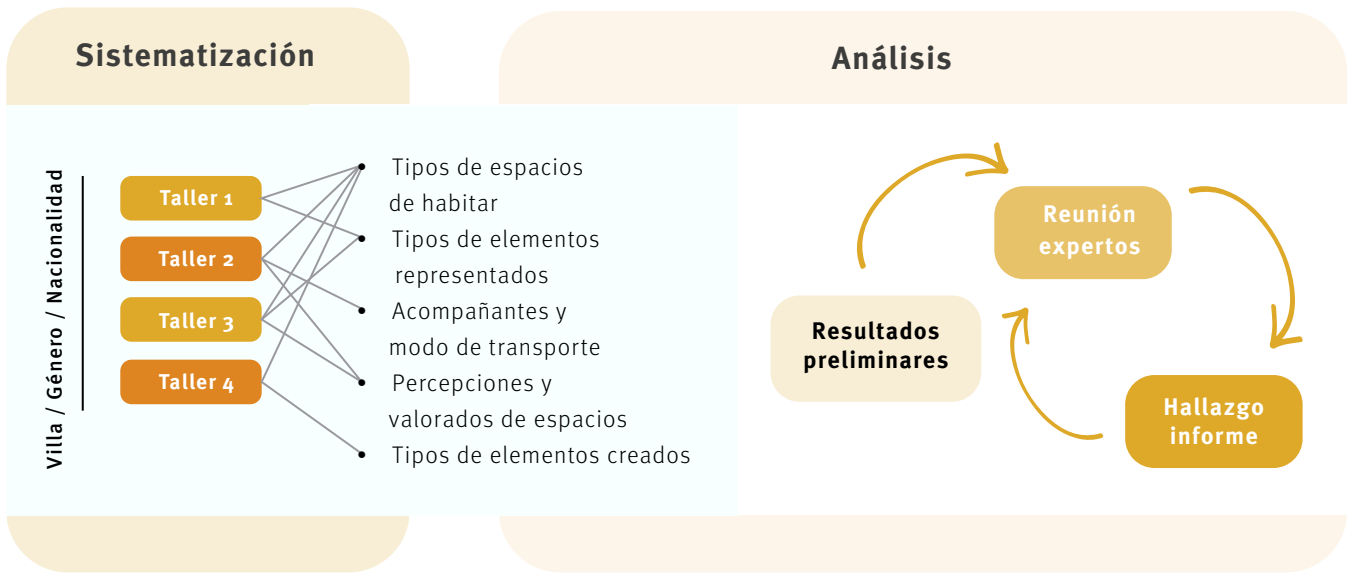 Sistematización
Análisis
Villa / Género / Nacionalidad
Taller 1
Taller 2
Taller 3
Taller 4
Tipos de espacios
de habitar
Tipos de elementos
representados
Acompañantes y
modo de transporte
Percepciones y
valorados de espacios
Tipos de elementos creados
Resultados
preliminares
Reunión
expertos
Hallazgo
informe